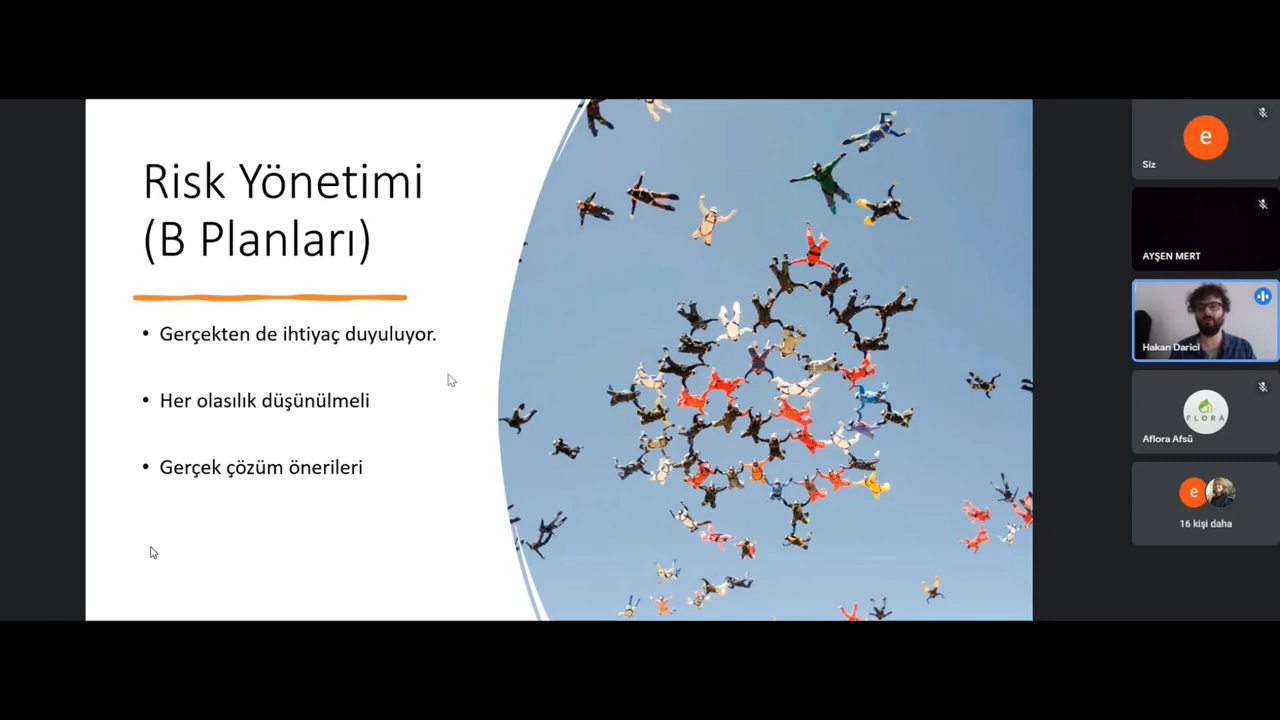 Risk Yönetimi
(B Planları)
• Gerçekten de ihtiyaç duyuluyor.
• Her olasılık düşünülmeli
• Gerçek çözüm önerileri
e
Siz
AYŞEN MERT
Hakan Darici
FLORA
Aflora Afsü
e
16 kişi daha